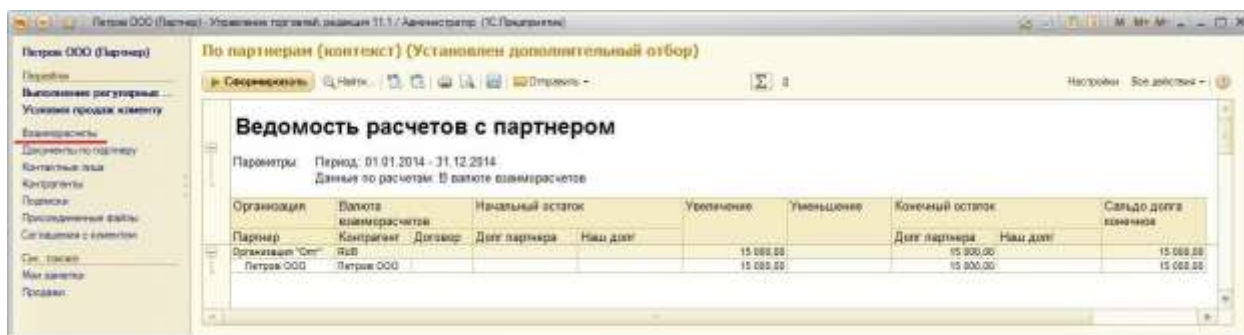 Петров ООО (Партнер) - Управление торговлей, редакция 11.1 / Администратор (1С:Предприятие)
M M+ M-
Петров ООО (Партнер)
Перейти
Выполнение регулярных ...
Условия продаж клиенту
Взаиморасчеты
Документы по партнеру
Контактные лица
Контрагенты
Подписки
Присоединенные файлы
Соглашения с клиентом
См. также
Мои заметки
Продажи
По партнерам (контекст) (Установлен дополнительный отбор)
Сформировать Найти... Отправить Σ Настройки Все действия
Ведомость расчетов с партнером
Параметры: Период: 01.01.2014 - 31.12.2014
Данные по расчетам: В валюте взаиморасчетов
Организация Валюта взаиморасчетов Начальный остаток Увеличение Уменьшение Конечный остаток Сальдо долга конечное
Партнер Контрагент Договор Долг партнера Наш долг Долг партнера Наш долг
Организация "Опт" RUB 15 000,00 15 000,00 15 000,00
Петров ООО Петров ООО 15 000,00 15 000,00 15 000,00